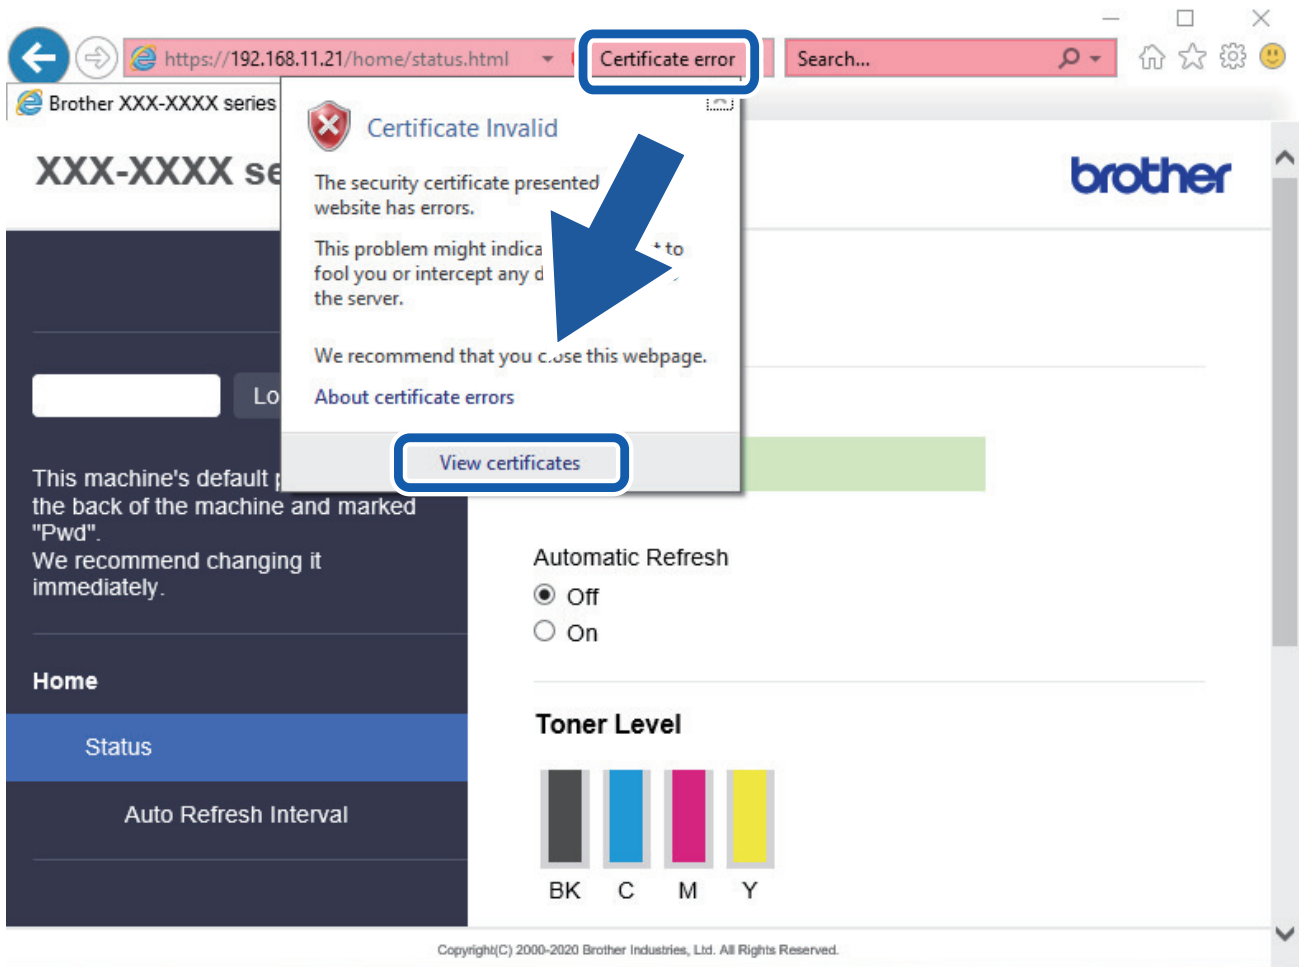 https://192.168.11.21/home/status.html
Certificate error
Search...
Brother XXX-XXXX series
Certificate Invalid
XXX-XXXX se
brother
The security certificate presented
website has errors.
This problem might to
fool you or intercept any
the server.
We recommend that you this webpage.
About certificate errors
Lo
View certificates
This machine's default
the back of the machine and marked
"Pwd".
We recommend changing it
immediately.
Automatic Refresh
Off
On
Home
Status
Auto Refresh Interval
Toner Level
BK C M Y
Copyright(C) 2000-2020 Brother Industries, Ltd. All Rights Reserved.